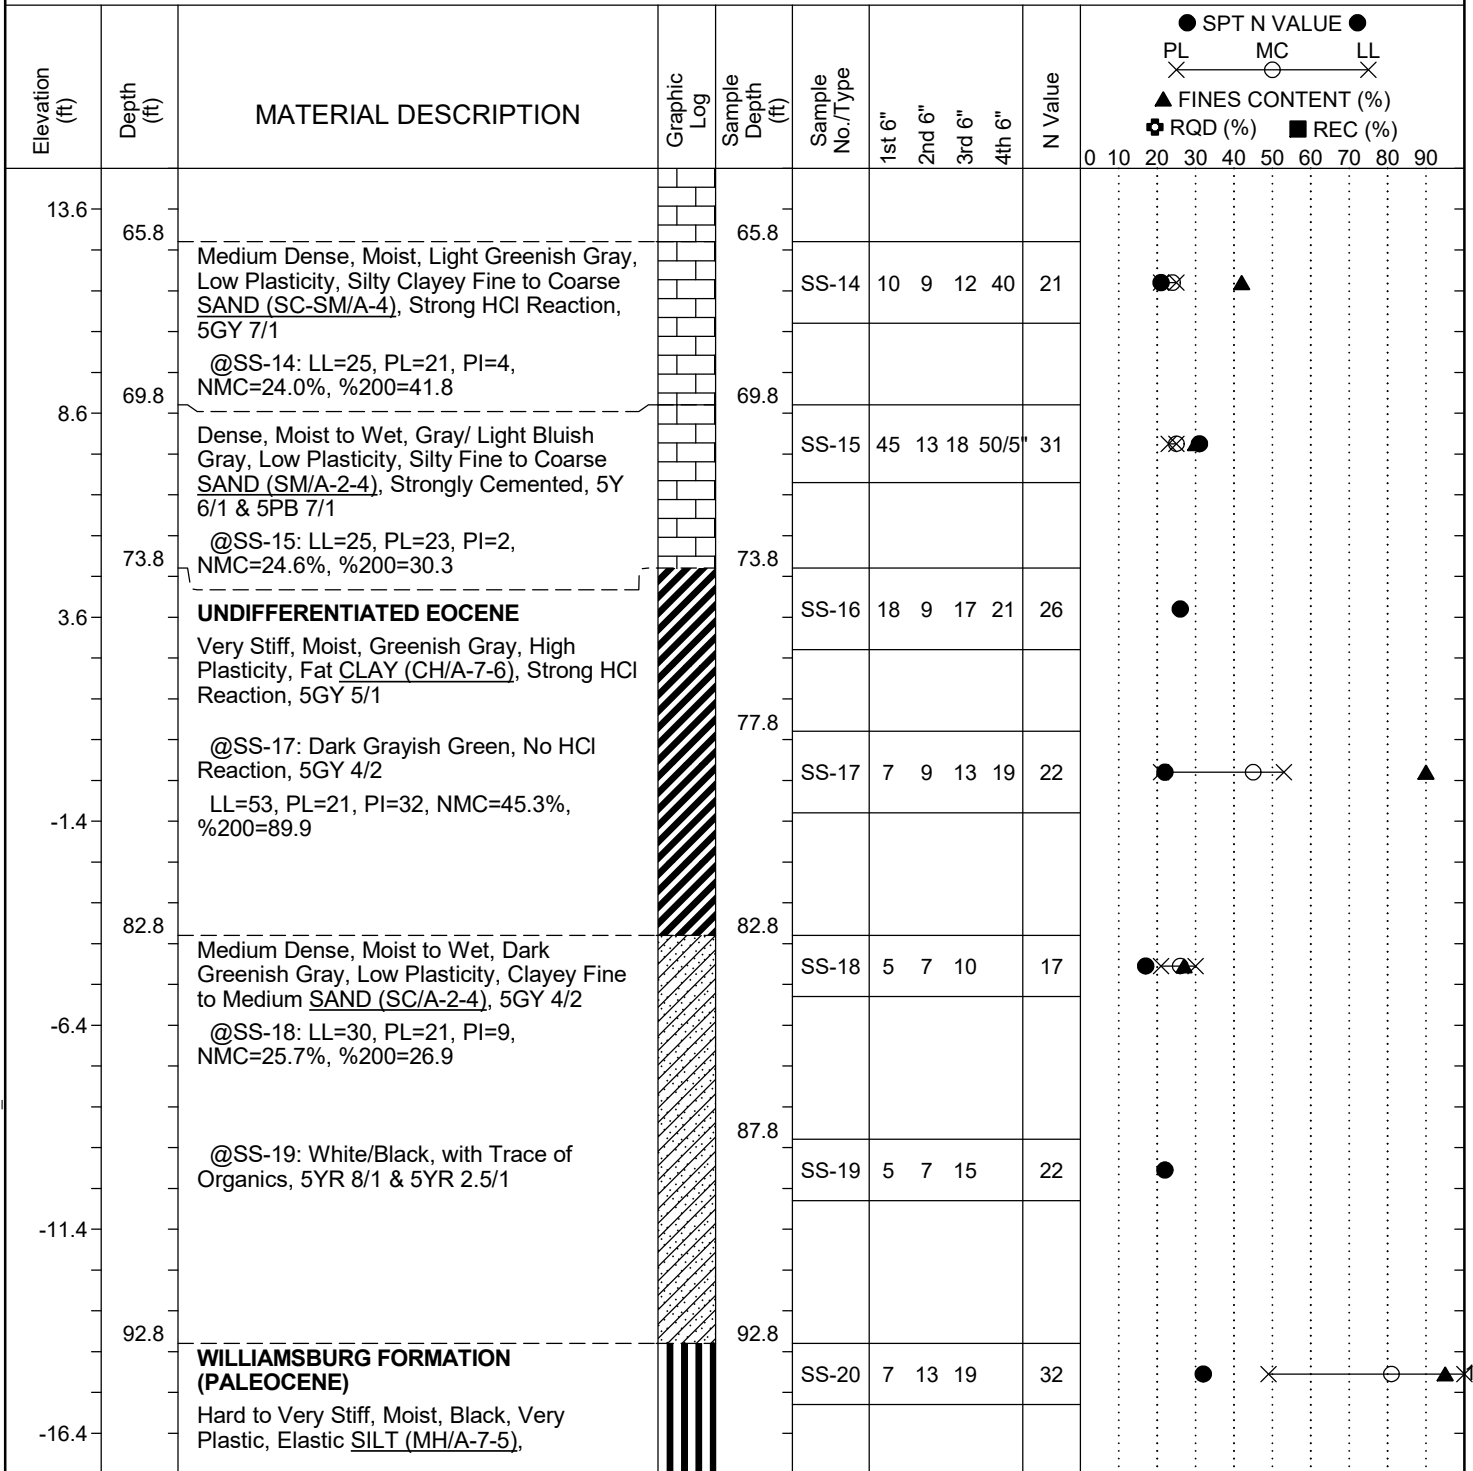 Elevation
(ft)
Depth
(ft)
MATERIAL DESCRIPTION
Graphic
Log
Sample
Depth
(ft)
Sample
No./Type
1st 6"
2nd 6"
3rd 6"
4th 6"
N Value
SPT N VALUE
PL MC LL
FINES CONTENT (%)
RQD (%) REC (%)
0 10 20 30 40 50 60 70 80 90
13.6
65.8 65.8
Medium Dense, Moist, Light Greenish Gray,
Low Plasticity, Silty Clayey Fine to Coarse
SAND (SC-SM/A-4), Strong HCl Reaction,
5GY 7/1
SS-14 10 9 12 40 21
@SS-14: LL=25, PL=21, PI=4,
NMC=24.0%, %200=41.8
69.8 69.8
8.6
Dense, Moist to Wet, Gray/ Light Bluish
Gray, Low Plasticity, Silty Fine to Coarse
SAND (SM/A-2-4), Strongly Cemented, 5Y
6/1 & 5PB 7/1
SS-15 45 13 18 50/5" 31
@SS-15: LL=25, PL=23, PI=2,
NMC=24.6%, %200=30.3
73.8 73.8
3.6
UNDIFFERENTIATED EOCENE
SS-16 18 9 17 21 26
Very Stiff, Moist, Greenish Gray, High
Plasticity, Fat CLAY (CH/A-7-6), Strong HCl
Reaction, 5GY 5/1
77.8
@SS-17: Dark Grayish Green, No HCl
Reaction, 5GY 4/2
SS-17 7 9 13 19 22
LL=53, PL=21, PI=32, NMC=45.3%,
%200=89.9
-1.4
82.8 82.8
Medium Dense, Moist to Wet, Dark
Greenish Gray, Low Plasticity, Clayey Fine
to Medium SAND (SC/A-2-4), 5GY 4/2
SS-18 5 7 10 17
-6.4
@SS-18: LL=30, PL=21, PI=9,
NMC=25.7%, %200=26.9
87.8
@SS-19: White/Black, with Trace of
Organics, 5YR 8/1 & 5YR 2.5/1
SS-19 5 7 15 22
-11.4
92.8 92.8
WILLIAMSBURG FORMATION
(PALEOCENE)
SS-20 7 13 19 32
Hard to Very Stiff, Moist, Black, Very
Plastic, Elastic SILT (MH/A-7-5),
-16.4